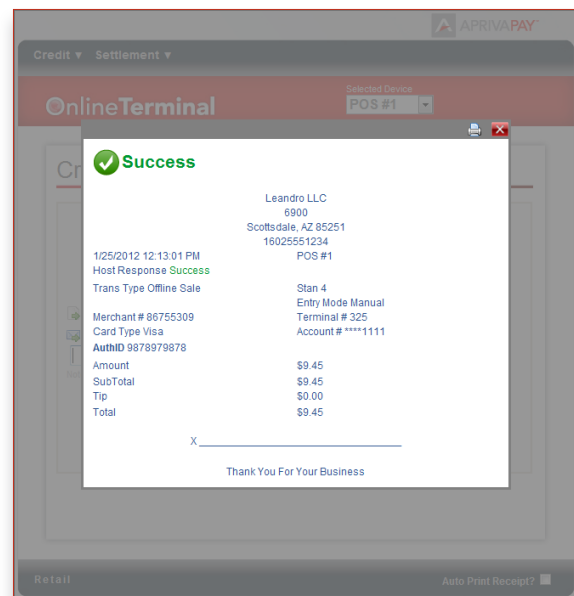 APRIVAPAY™
Credit ▼ Settlement ▼
OnlineTerminal
Selected Device
POS #1
Cr
Success
Leandro LLC
6900
Scottsdale, AZ 85251
16025551234
1/25/2012 12:13:01 PM POS #1
Host Response Success
Trans Type Offline Sale Stan 4
Entry Mode Manual
Merchant # 86755309 Terminal # 325
Card Type Visa Account # ****1111
AuthID 9878979878
Amount $9.45
SubTotal $9.45
Tip $0.00
Total $9.45
X
Thank You For Your Business
Retail Auto Print Receipt?